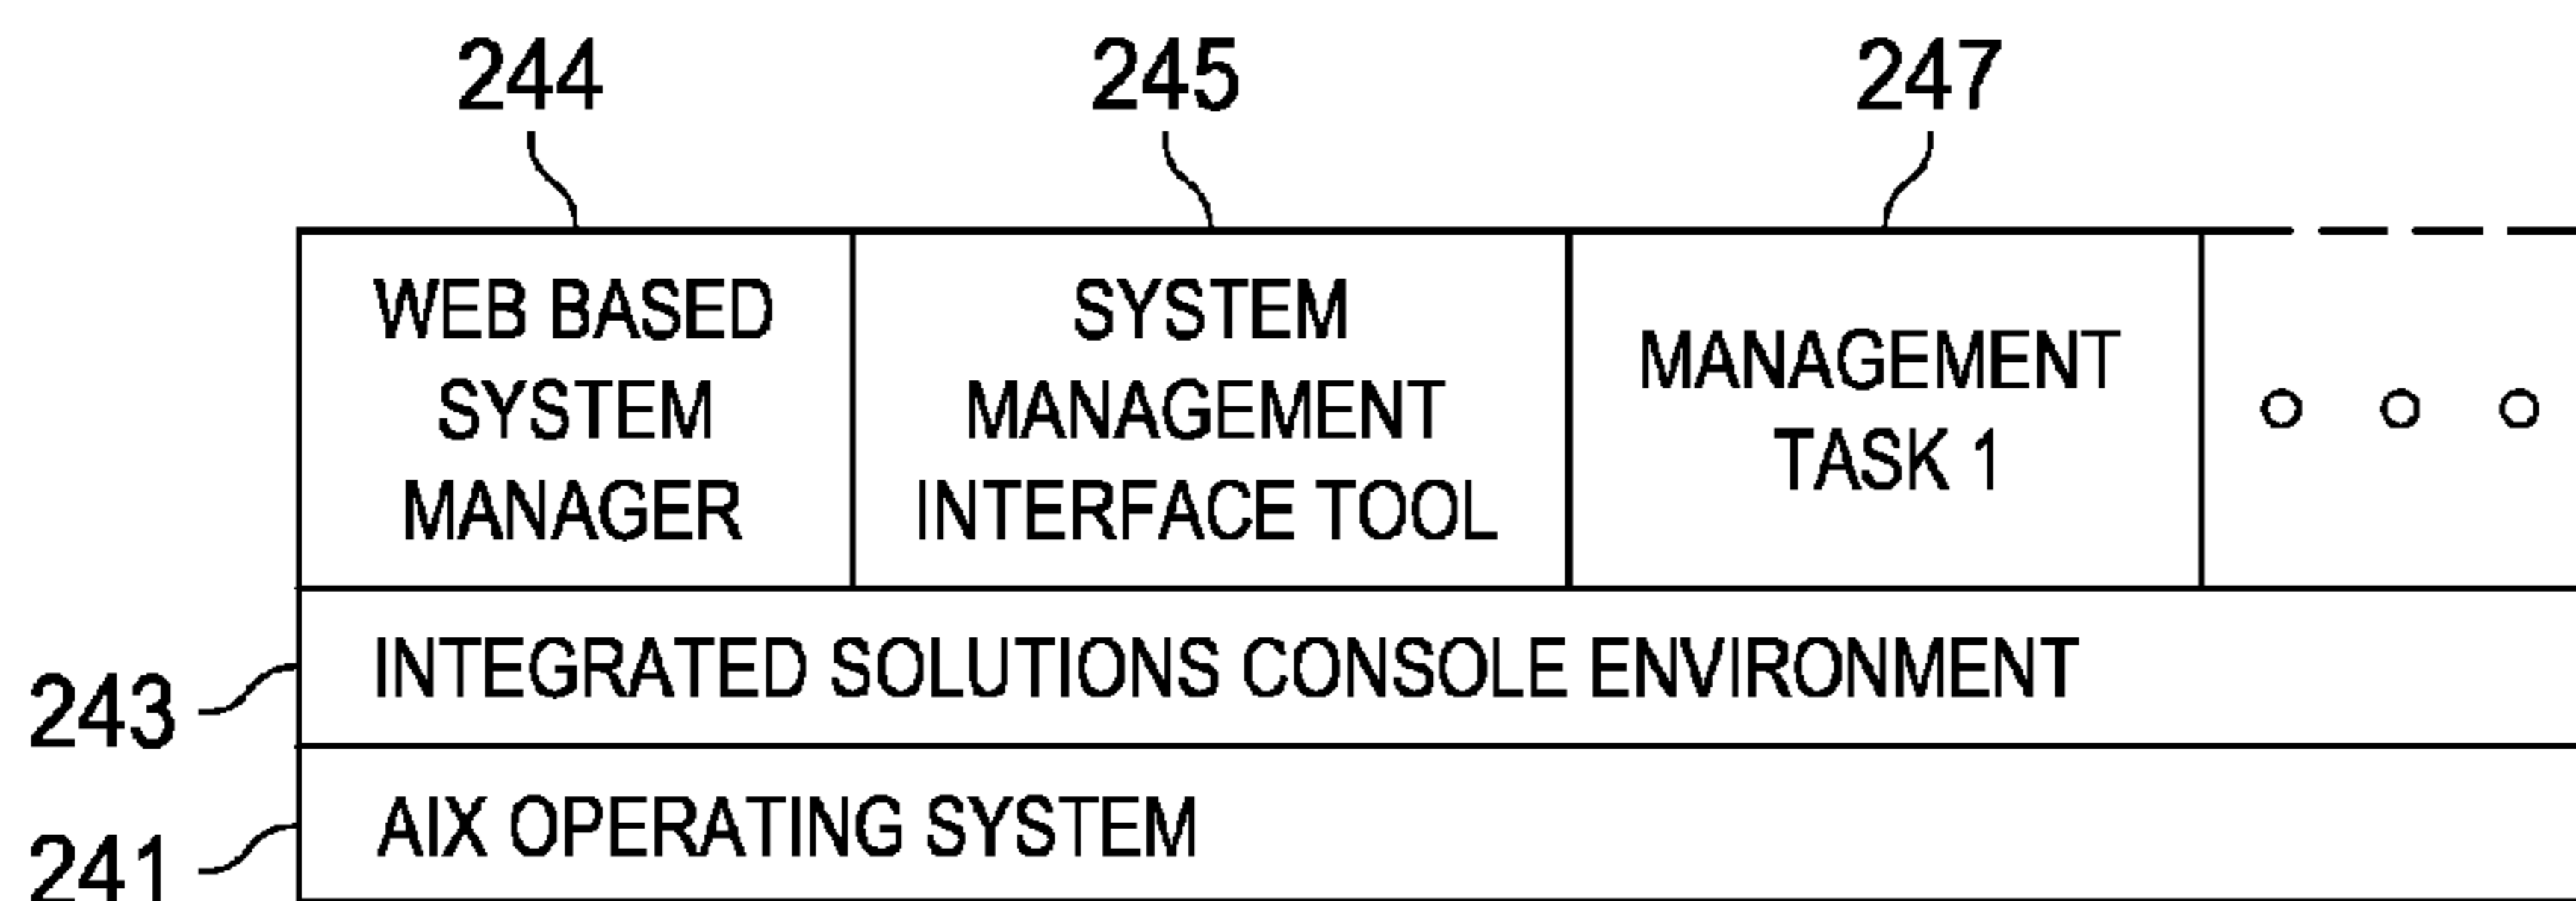 244 245 247
WEB BASED
SYSTEM
MANAGER
SYSTEM
MANAGEMENT
INTERFACE TOOL
MANAGEMENT
TASK 1
243
INTEGRATED SOLUTIONS CONSOLE ENVIRONMENT
241
AIX OPERATING SYSTEM